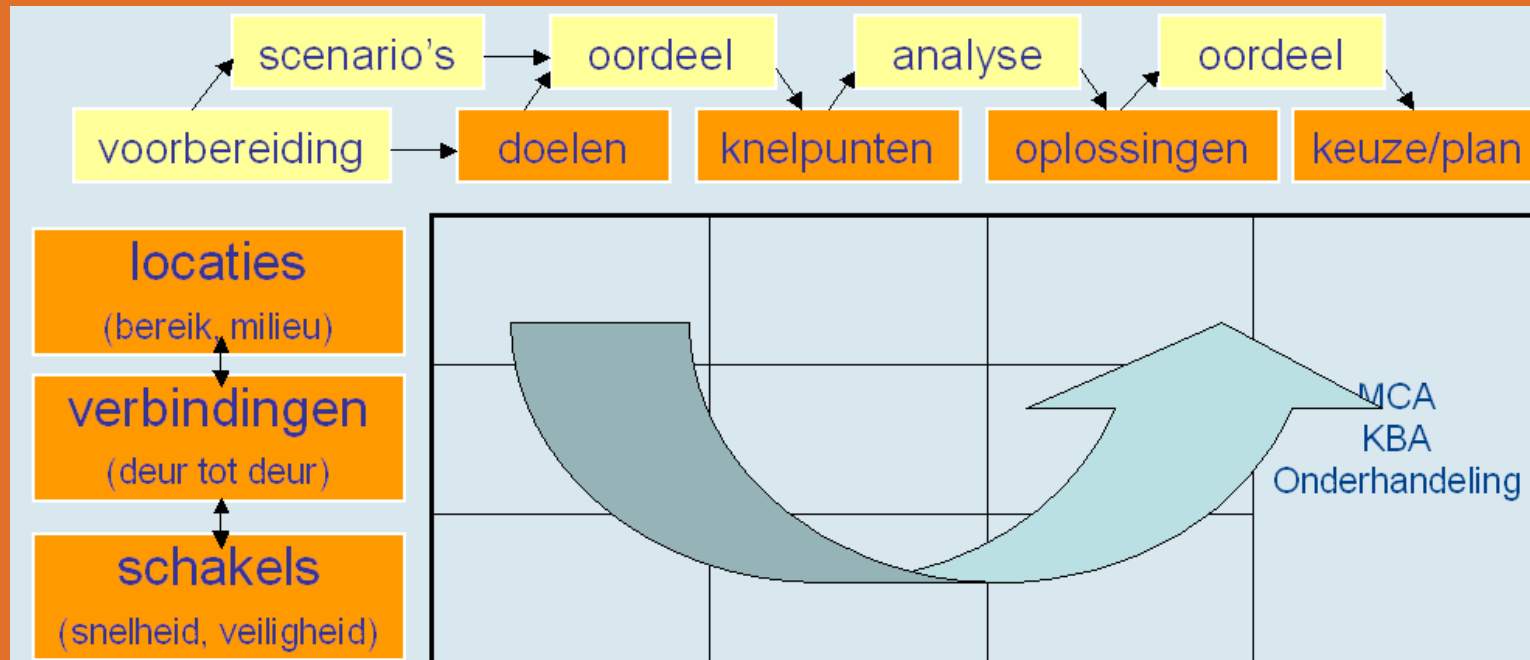 scenario's
oordeel
analyse
oordeel
voorbereiding
doelen
knelpunten
oplossingen
keuze/plan
locaties
(bereik, milieu)
verbindingen
(deur tot deur)
schakels
(snelheid, veiligheid)
MCA
KBA
Onderhandeling